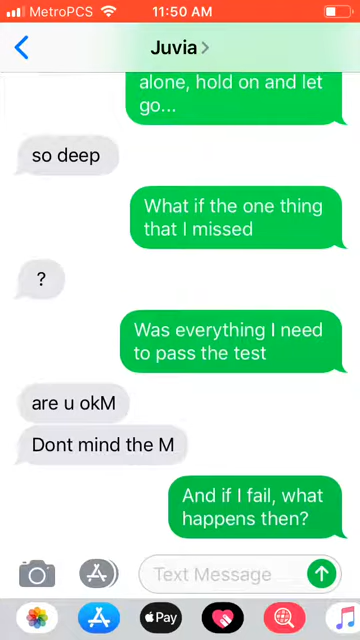 MetroPCS 11:50 AM
Juvia
alone, hold on and let
go...
so deep
What if the one thing
that I missed
?
Was everything I need
to pass the test
are u okM
Dont mind the M
And if I fail, what
happens then?
Text Message
Pay